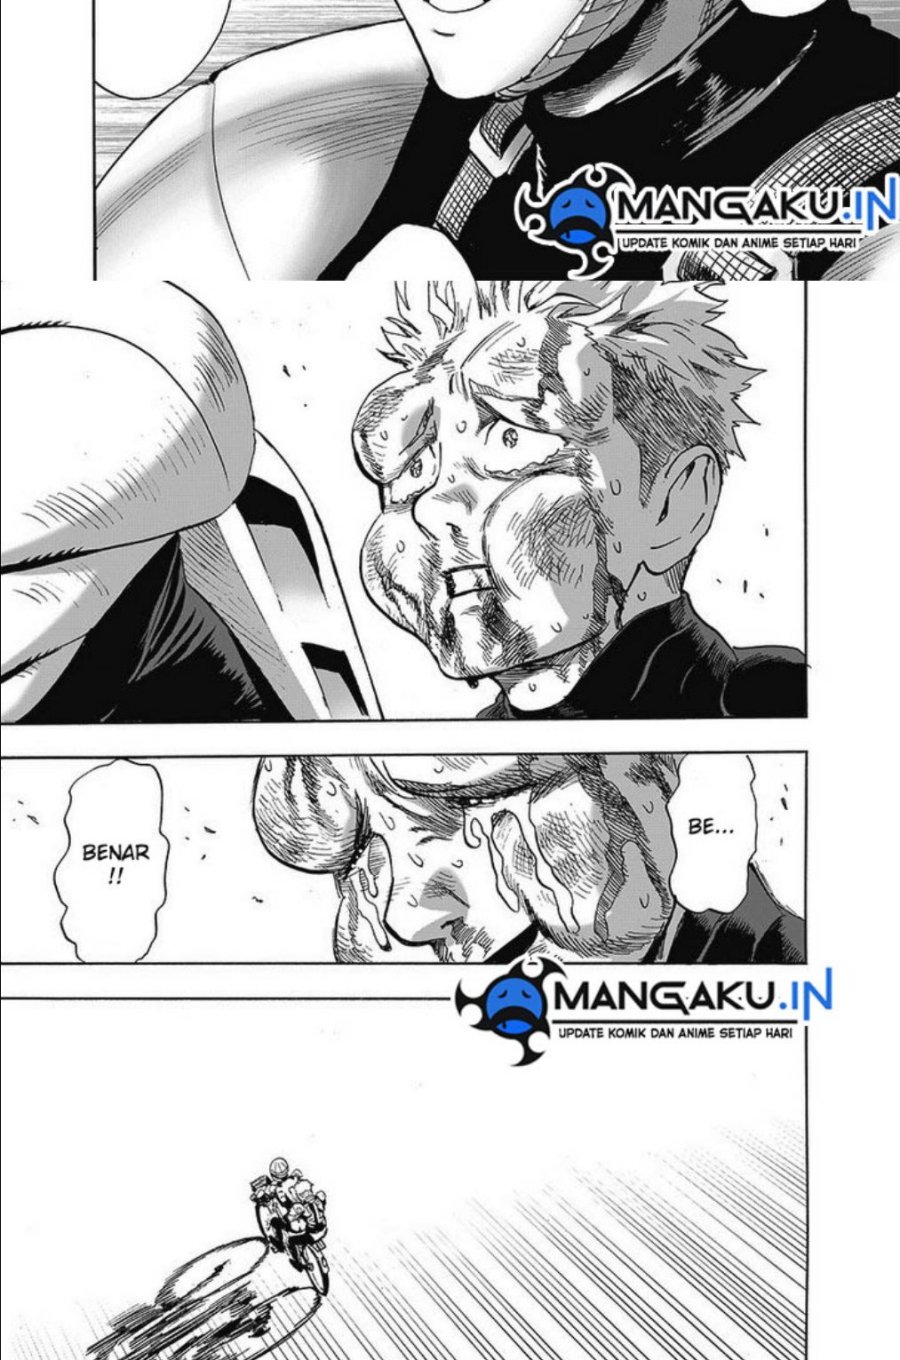 MANGAKU.IN
UPDATE KOMIK DAN ANIME SETIAP HARI
BE...
BENAR
!!
MANGAKU.IN
UPDATE KOMIK DAN ANIME SETIAP HARI